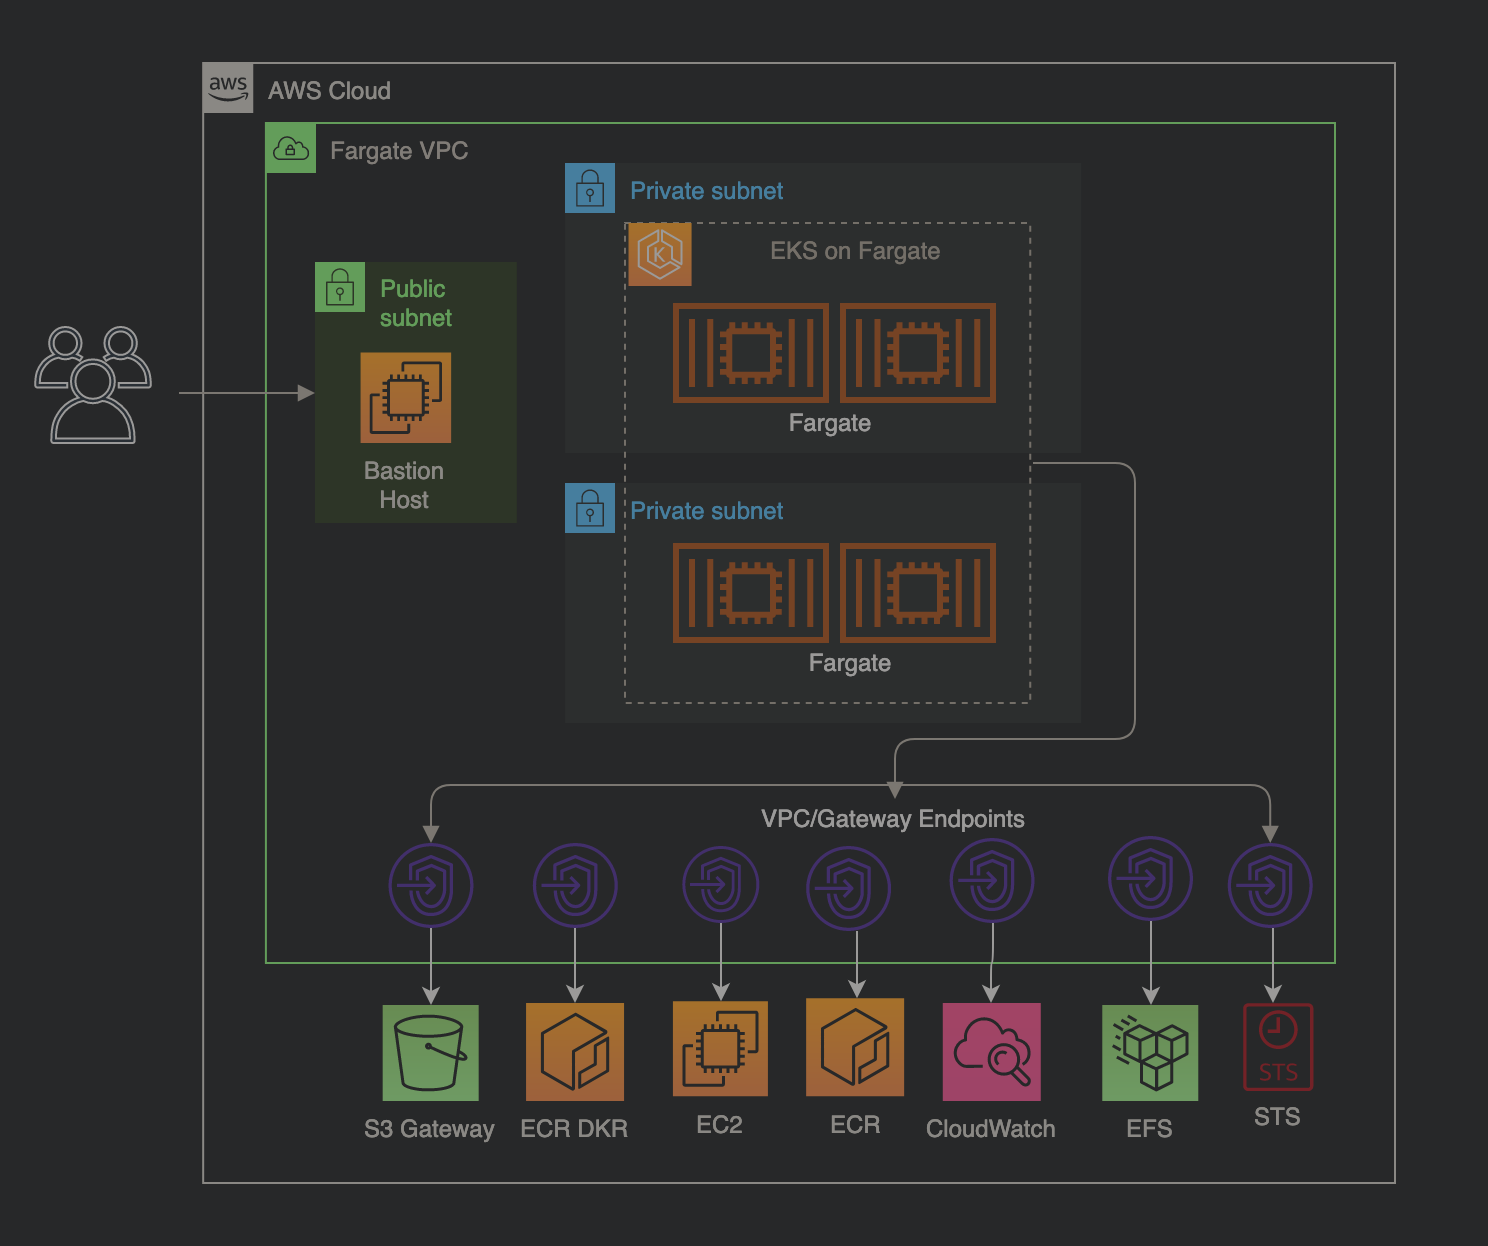 aws
AWS Cloud
Fargate VPC
Private subnet
K
EKS on Fargate
Public
subnet
Fargate
Bastion
Host
Private subnet
Fargate
VPC/Gateway Endpoints
S3 Gateway
ECR DKR
EC2
ECR
CloudWatch
EFS
STS
STS